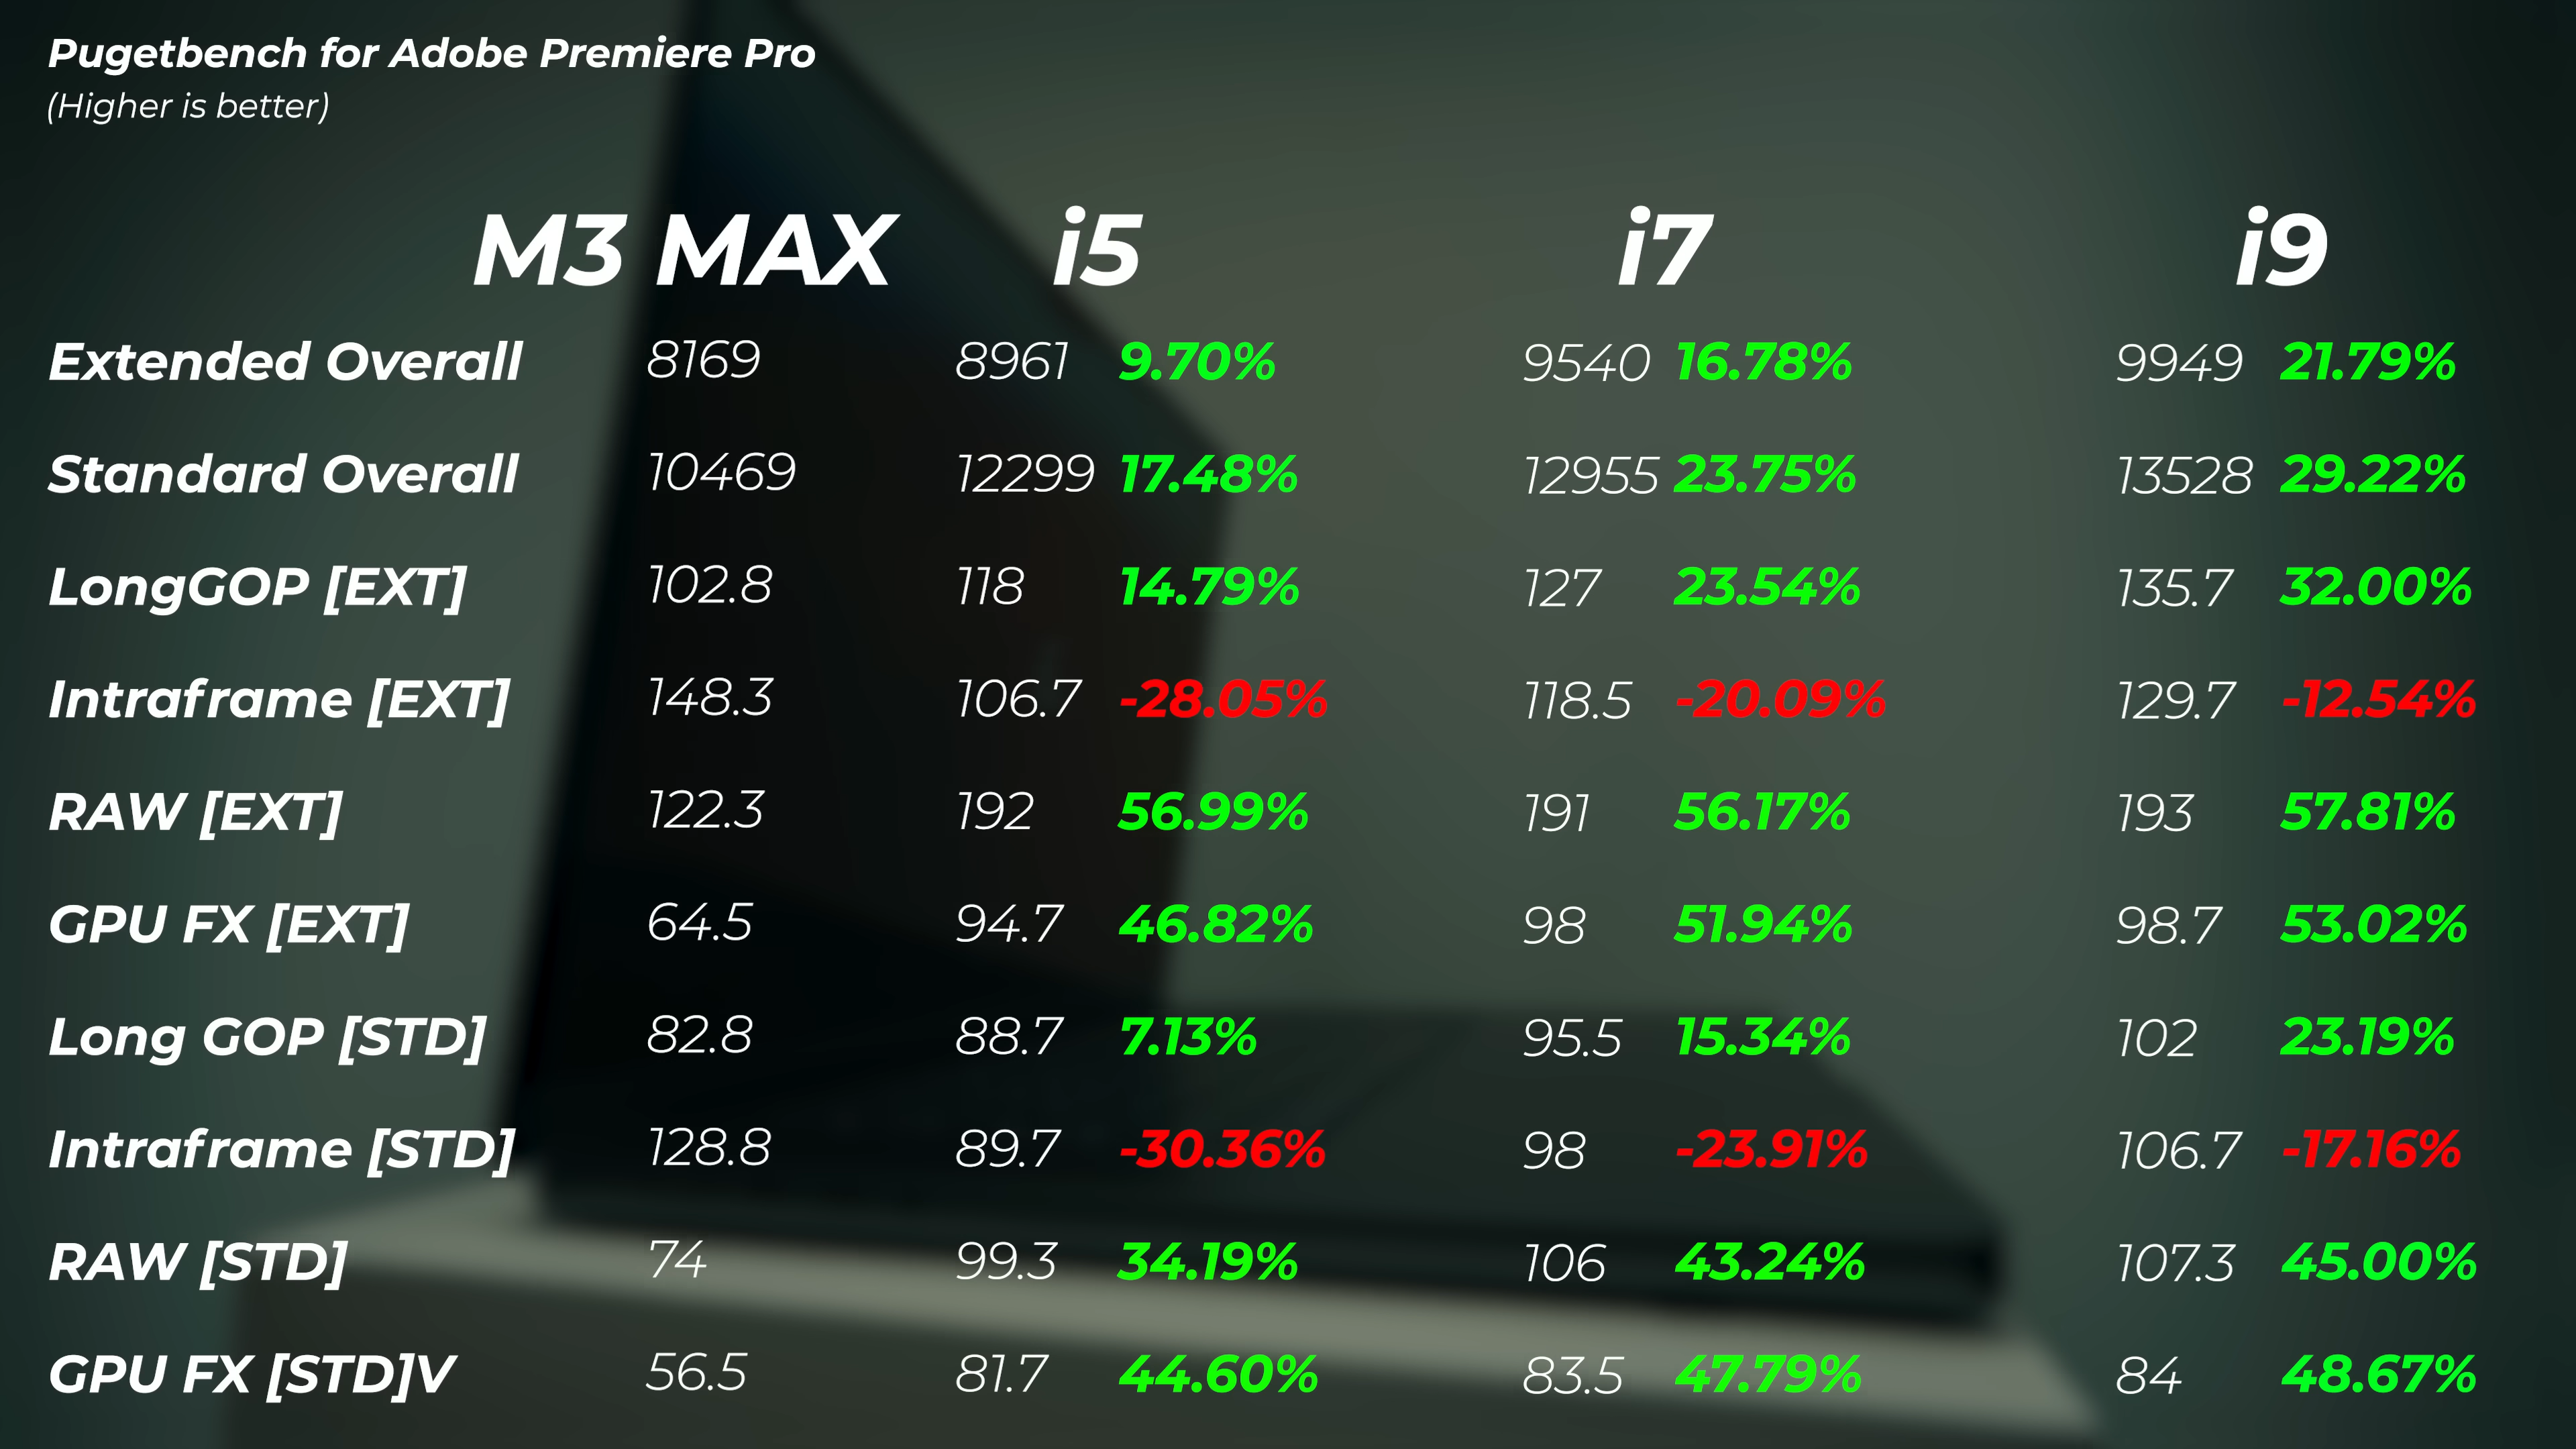 Pugetbench for Adobe Premiere Pro
(Higher is better)
M3 MAX i5 i7 i9
Extended Overall 8169 8961 9.70% 9540 16.78% 9949 21.79%
Standard Overall 10469 12299 17.48% 12955 23.75% 13528 29.22%
LongGOP [EXT] 102.8 118 14.79% 127 23.54% 135.7 32.00%
Intraframe [EXT] 148.3 106.7 -28.05% 118.5 -20.09% 129.7 -12.54%
RAW [EXT] 122.3 192 56.99% 191 56.17% 193 57.81%
GPU FX [EXT] 64.5 94.7 46.82% 98 51.94% 98.7 53.02%
Long GOP [STD] 82.8 88.7 7.13% 95.5 15.34% 102 23.19%
Intraframe [STD] 128.8 89.7 -30.36% 98 -23.91% 106.7 -17.16%
RAW [STD] 74 99.3 34.19% 106 43.24% 107.3 45.00%
GPU FX [STD]V 56.5 81.7 44.60% 83.5 47.79% 84 48.67%